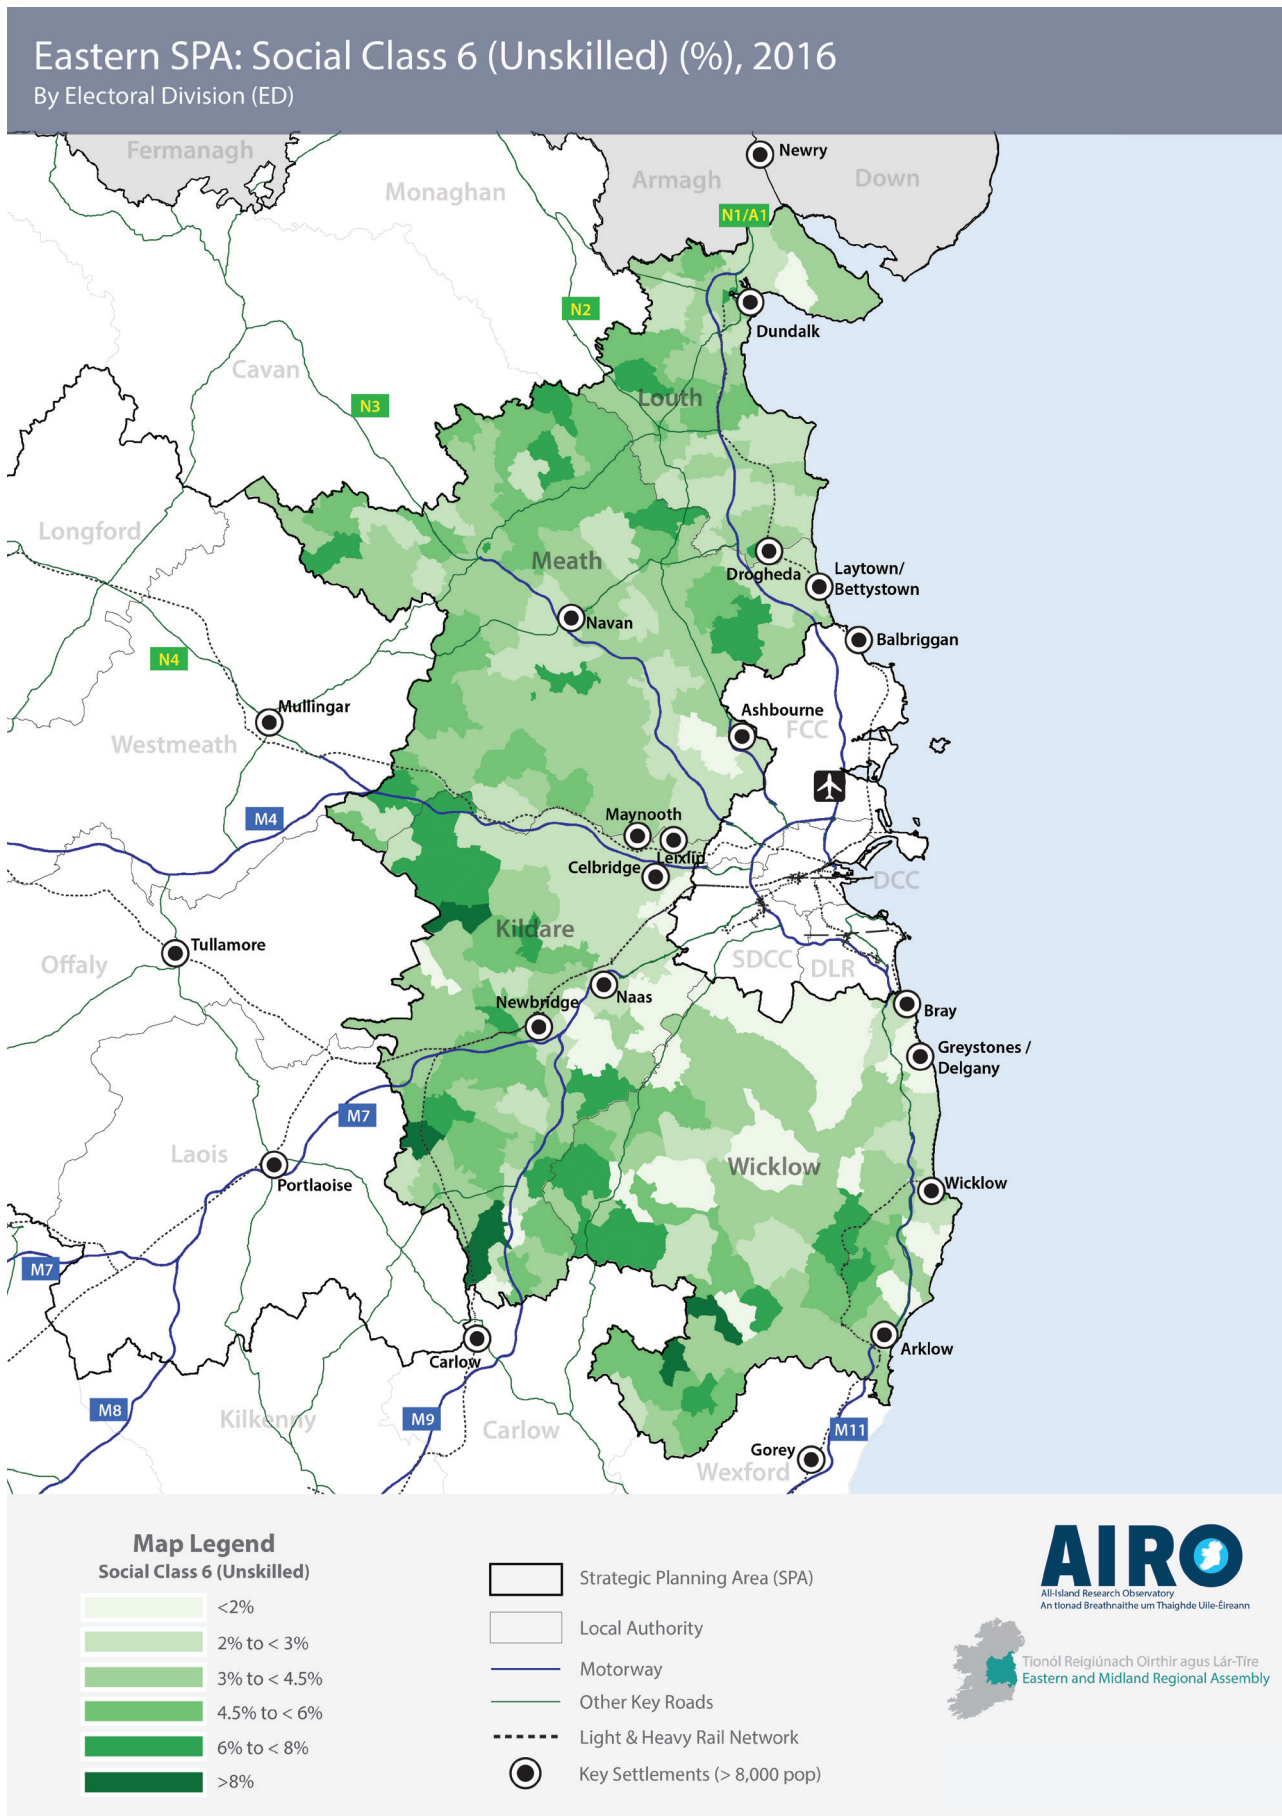 Eastern SPA: Social Class 6 (Unskilled) (%), 2016
By Electoral Division (ED)
Fermanagh
Monaghan
Armagh
Newry
Down
N1/A1
N2
Dundalk
Cavan
N3
Louth
Longford
Meath
Drogheda
Laytown/
Bettystown
Navan
Balbriggan
N4
Mullingar
Ashbourne
FCC
Westmeath
M4
Maynooth
Leixlip
Celbridge
DCC
Kildare
Tullamore
Offaly
SDCC
DLR
Newbridge
Naas
Bray
Greystones /
Delgany
M7
Laois
Wicklow
Portlaoise
Wicklow
M7
Carlow
Arklow
M8
Kilkenny
M9
Carlow
M11
Gorey
Wexford
Map Legend
Social Class 6 (Unskilled)
<2%
2% to < 3%
3% to < 4.5%
4.5% to < 6%
6% to < 8%
>8%
Strategic Planning Area (SPA)
Local Authority
Motorway
Other Key Roads
Light & Heavy Rail Network
Key Settlements (> 8,000 pop)
AIRO
All-Island Research Observatory
An tIonad Breathnaithe um Thaighde Uile-Éireann
Tionól Reigiúnach Oirthir agus Lár-Tíre
Eastern and Midland Regional Assembly